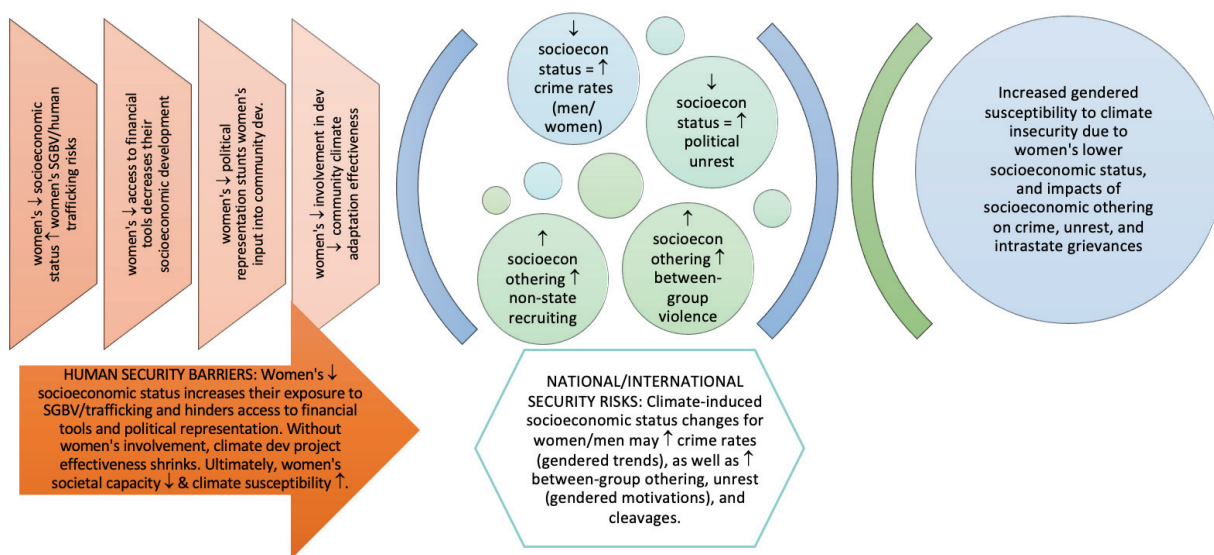 women's ↓ socioeconomic
status ↑ women's SGBV/human
trafficking risks
women's ↓ access to financial
tools decreases their
socioeconomic development
women's ↓ political
representation stunts women's
input into community dev.
women's ↓ involvement in dev
↓ community climate
adaptation effectiveness
HUMAN SECURITY BARRIERS: Women's ↓
socioeconomic status increases their exposure to
SGBV/trafficking and hinders access to financial
tools and political representation. Without
women's involvement, climate dev project
effectiveness shrinks. Ultimately, women's
societal capacity ↓ & climate susceptibility ↑.
↓
socioecon
status = ↑
crime rates
(men/
women)
↓
socioecon
status = ↑
political
unrest
↑
socioecon
othering ↑
non-state
recruiting
↑
socioecon
othering ↑
between-
group
violence
NATIONAL/INTERNATIONAL
SECURITY RISKS: Climate-induced
socioeconomic status changes for
women/men may ↑ crime rates
(gendered trends), as well as ↑
between-group othering, unrest
(gendered motivations), and
cleavages.
Increased gendered
susceptibility to climate
insecurity due to
women's lower
socioeconomic status,
and impacts of
socioeconomic othering
on crime, unrest, and
intrastate grievances